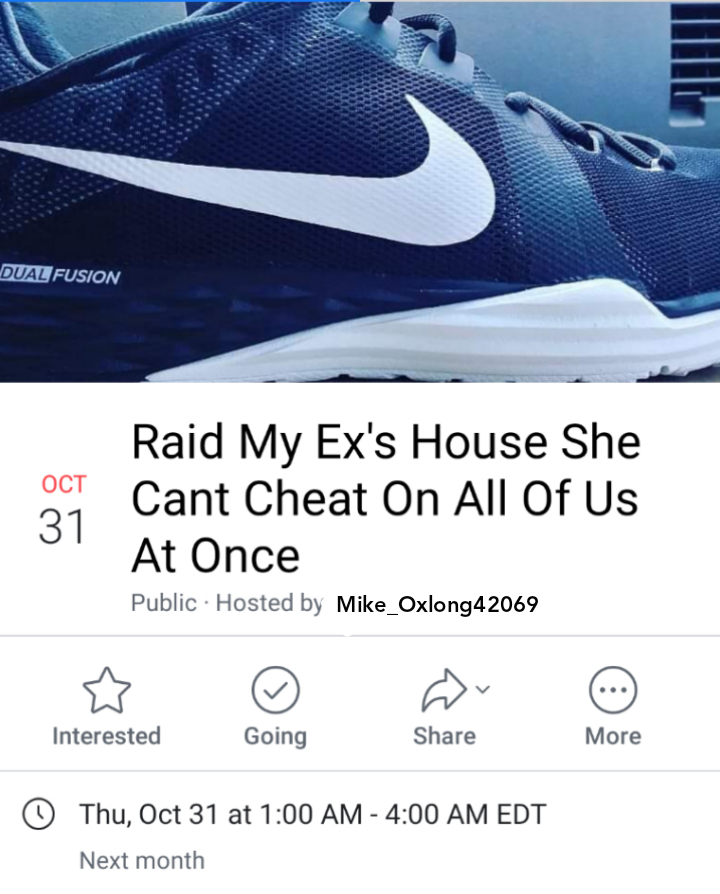 DUAL FUSION
OCT
31
Raid My Ex's House She
Cant Cheat On All Of Us
At Once
Public · Hosted by Mike_Oxlong42069
Interested
Going
Share
More
Thu, Oct 31 at 1:00 AM - 4:00 AM EDT
Next month